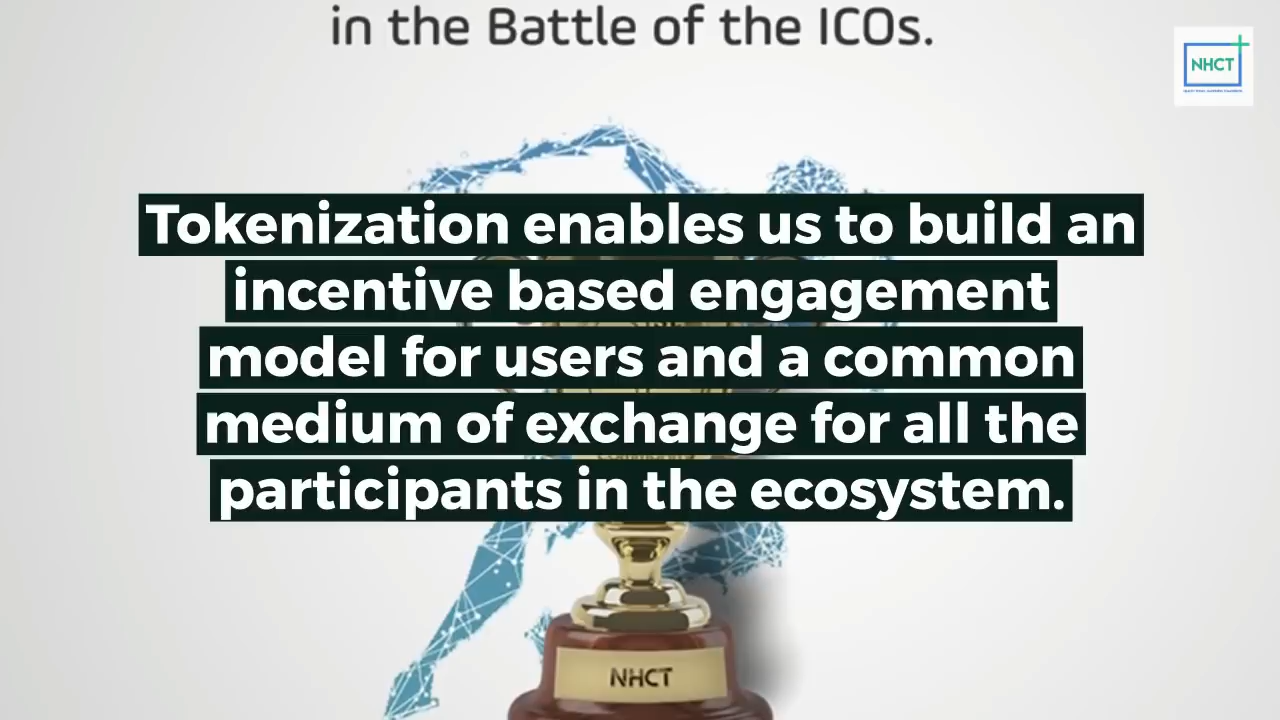 in the Battle of the ICOs.
NHCT
Tokenization enables us to build an
incentive based engagement
model for users and a common
medium of exchange for all the
participants in the ecosystem.
NHCT